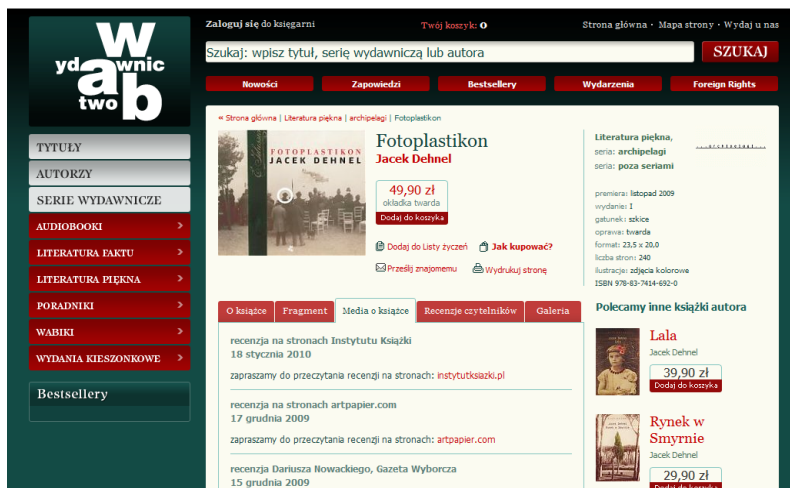 W
ydawnic
two ab
Zaloguj się do księgarni
Twój koszyk: 0
Strona główna · Mapa strony · Wydaj u nas
Szukaj: wpisz tytuł, serię wydawniczą lub autora
SZUKAJ
Nowości
Zapowiedzi
Bestsellery
Wydarzenia
Foreign Rights
TYTUŁY
AUTORZY
SERIE WYDAWNICZE
AUDIOBOOKI
LITERATURA FAKTU
LITERATURA PIĘKNA
PORADNIKI
WABIKI
WYDANIA KIESZONKOWE
Bestsellery
« Strona główna | Literatura piękna | archipelagi | Fotoplastikon
FOTOPLASTIKON
JACEK DEHNEL
Fotoplastikon
Jacek Dehnel
49,90 zł
okładka twarda
Dodaj do koszyka
Dodaj do Listy życzeń
Jak kupować?
Prześlij znajomemu
Wydrukuj stronę
Literatura piękna,
seria: archipelagi
seria: poza seriami
premiera: listopad 2009
wydanie: I
gatunek: szkice
oprawa: twarda
format: 23,5 x 20,0
liczba stron: 240
ilustracje: zdjęcia kolorowe
ISBN 978-83-7414-692-0
O książce
Fragment
Media o książce
Recenzje czytelników
Galeria
recenzja na stronach Instytutu Książki
18 stycznia 2010
zapraszamy do przeczytania recenzji na stronach: instytutksiazki.pl
recenzja na stronach artpapier.com
17 grudnia 2009
zapraszamy do przeczytania recenzji na stronach: artpapier.com
recenzja Dariusza Nowackiego, Gazeta Wyborcza
15 grudnia 2009
Polecamy inne książki autora
Lala
Jacek Dehnel
39,90 zł
Dodaj do koszyka
Rynek w
Smyrnie
Jacek Dehnel
29,90 zł
Dodaj do koszyka